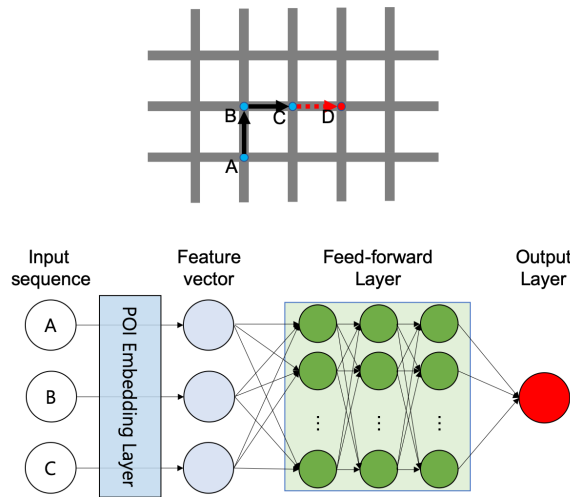 B
C
D
A
Input
sequence
Feature
vector
Feed-forward
Layer
Output
Layer
A
B
C
POI Embedding Layer
...
...
...